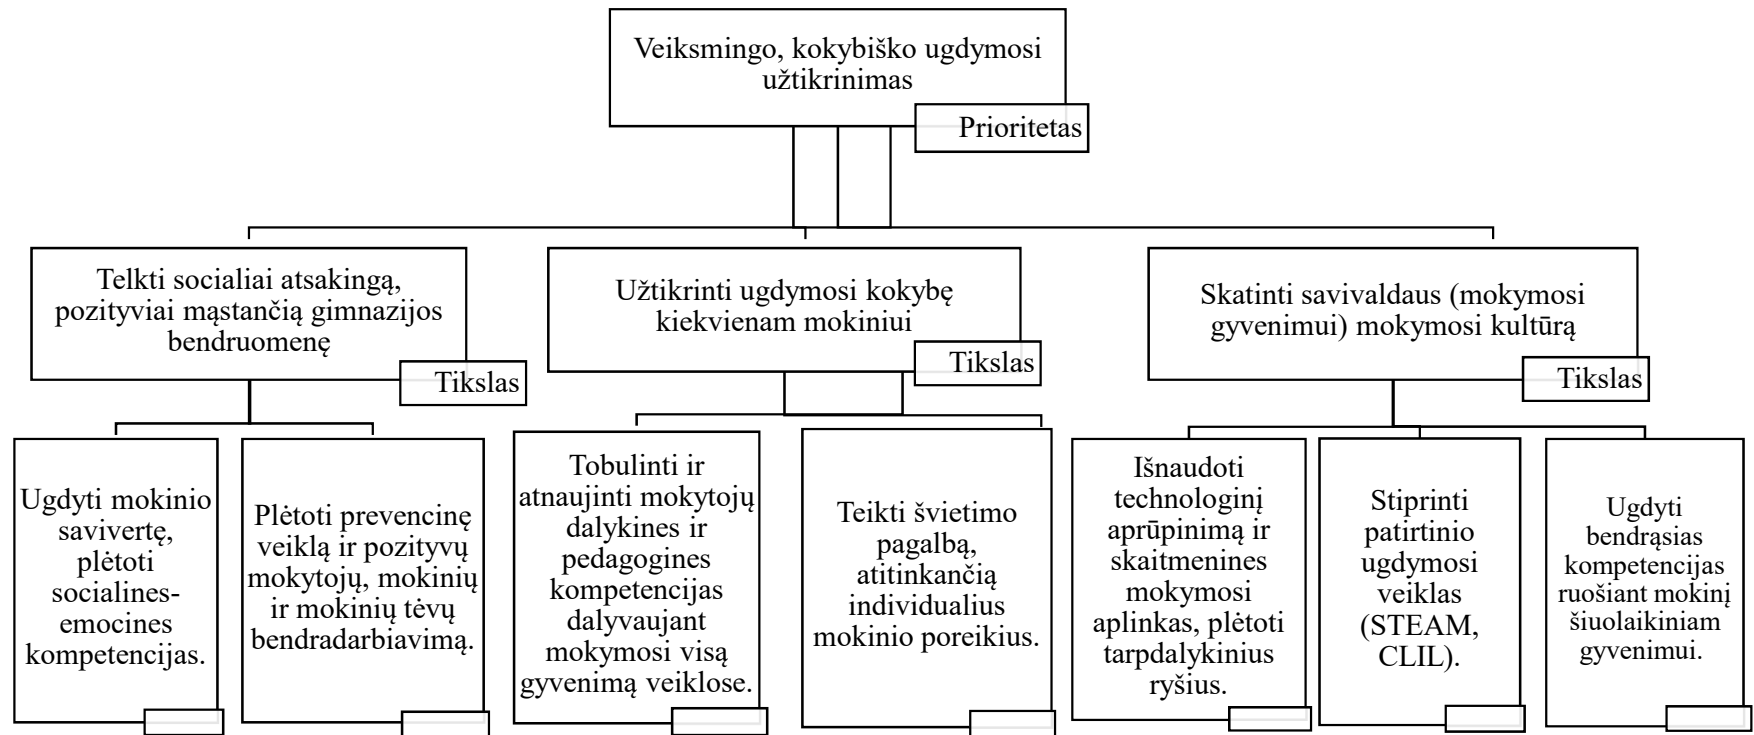 Veiksmingo, kokybiško ugdymosi
užtikrinimas
Prioritetas
Telkti socialiai atsakingą,
pozityviai mąstančią gimnazijos
bendruomenę
Tikslas
Užtikrinti ugdymosi kokybę
kiekvienam mokiniui
Tikslas
Skatinti savivaldaus (mokymosi
gyvenimui) mokymosi kultūrą
Tikslas
Ugdyti mokinio
savivertę,
plėtoti
socialines-
emocines
kompetencijas.
Plėtoti prevencinę
veiklą ir pozityvų
mokytojų, mokinių
ir mokinių tėvų
bendradarbiavimą.
Tobulinti ir
atnaujinti mokytojų
dalykines ir
pedagogines
kompetencijas
dalyvaujant
mokymosi visą
gyvenimą veiklose.
Teikti švietimo
pagalbą,
atitinkančią
individualius
mokinio poreikius.
Išnaudoti
technologinį
aprūpinimą ir
skaitmenines
mokymosi
aplinkas, plėtoti
tarpdalykinius
ryšius.
Stiprinti
patirtinio
ugdymosi
veiklas
(STEAM,
CLIL).
Ugdyti
bendrąsias
kompetencijas
ruošiant mokinį
šiuolaikiniam
gyvenimui.